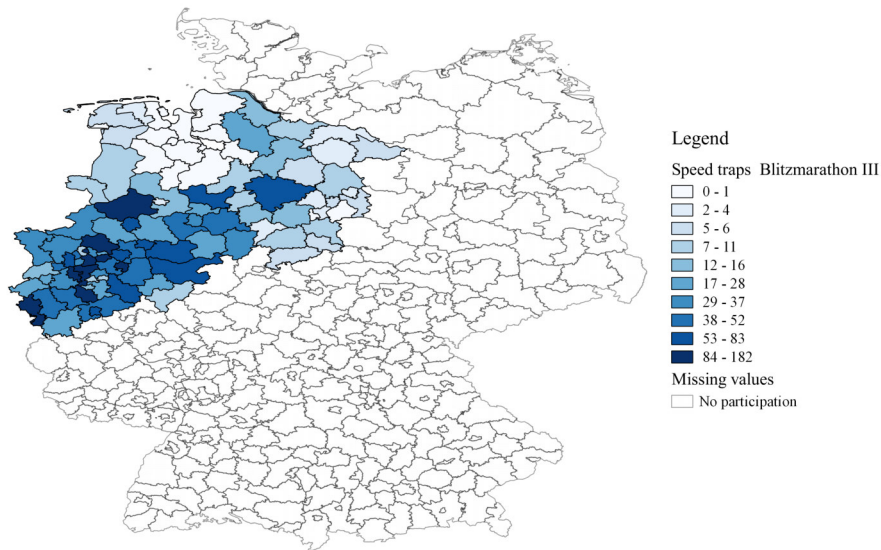 Legend
Speed traps Blitzmarathon III
0 - 1
2 - 4
5 - 6
7 - 11
12 - 16
17 - 28
29 - 37
38 - 52
53 - 83
84 - 182
Missing values
No participation